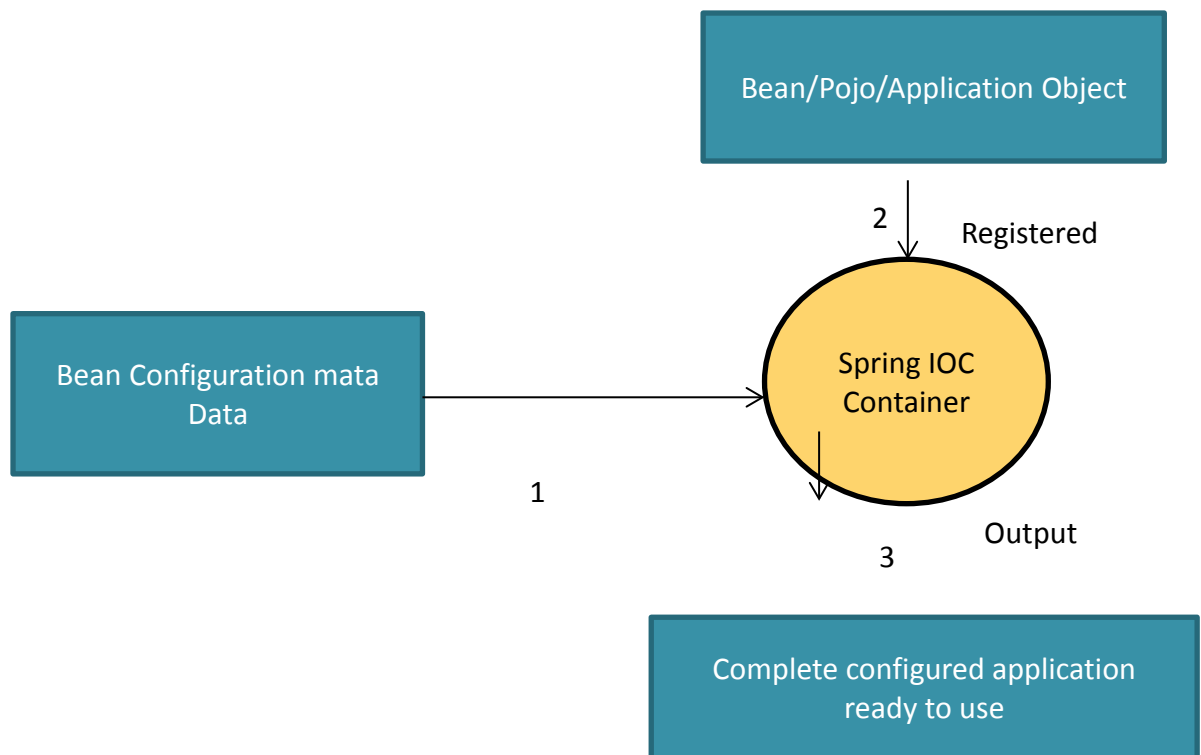 Bean/Pojo/Application Object
2
Registered
Bean Configuration mata
Data
Spring IOC
Container
1
Output
3
Complete configured application
ready to use